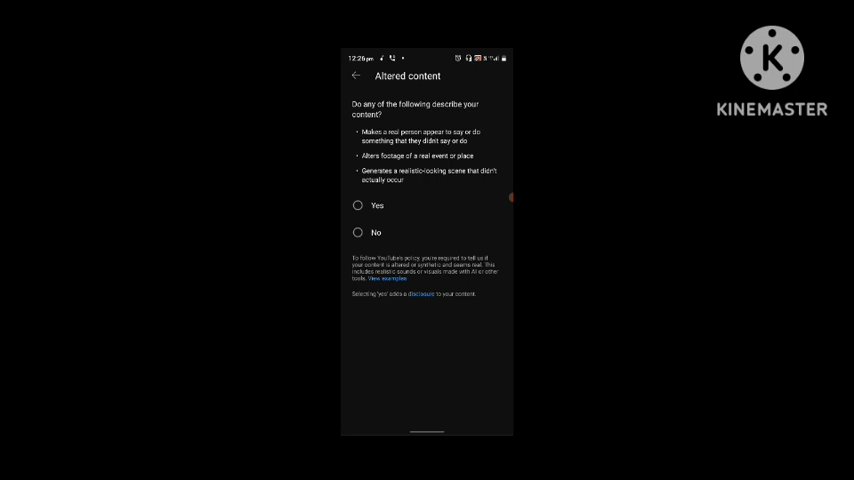 12:26pm
Altered content
Do any of the following describe your
content?
• Makes a real person appear to say or do
something that they didn't say or do
• Alters footage of a real event or place
• Generates a realistic-looking scene that didn't
actually occur
Yes
No
To follow YouTube's policy, you're required to tell us if
your content is altered or synthetic and seems real. This
includes realistic sounds or visuals made with AI or other
tools. View examples
Selecting 'yes' adds a disclosure to your content.
K
KINEMASTER